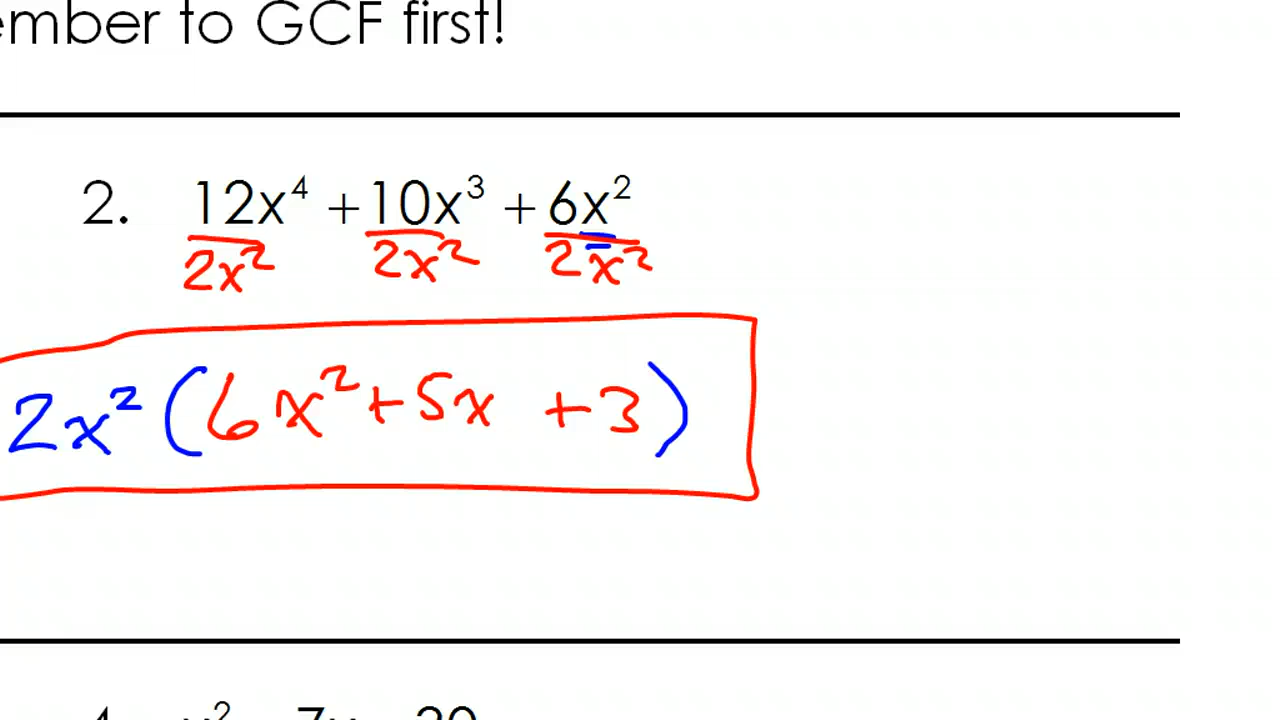 ember to GCF first!
2. 12x⁴ + 10x³ + 6x²
2x² 2x² 2x²
2x² (6x² + 5x + 3)